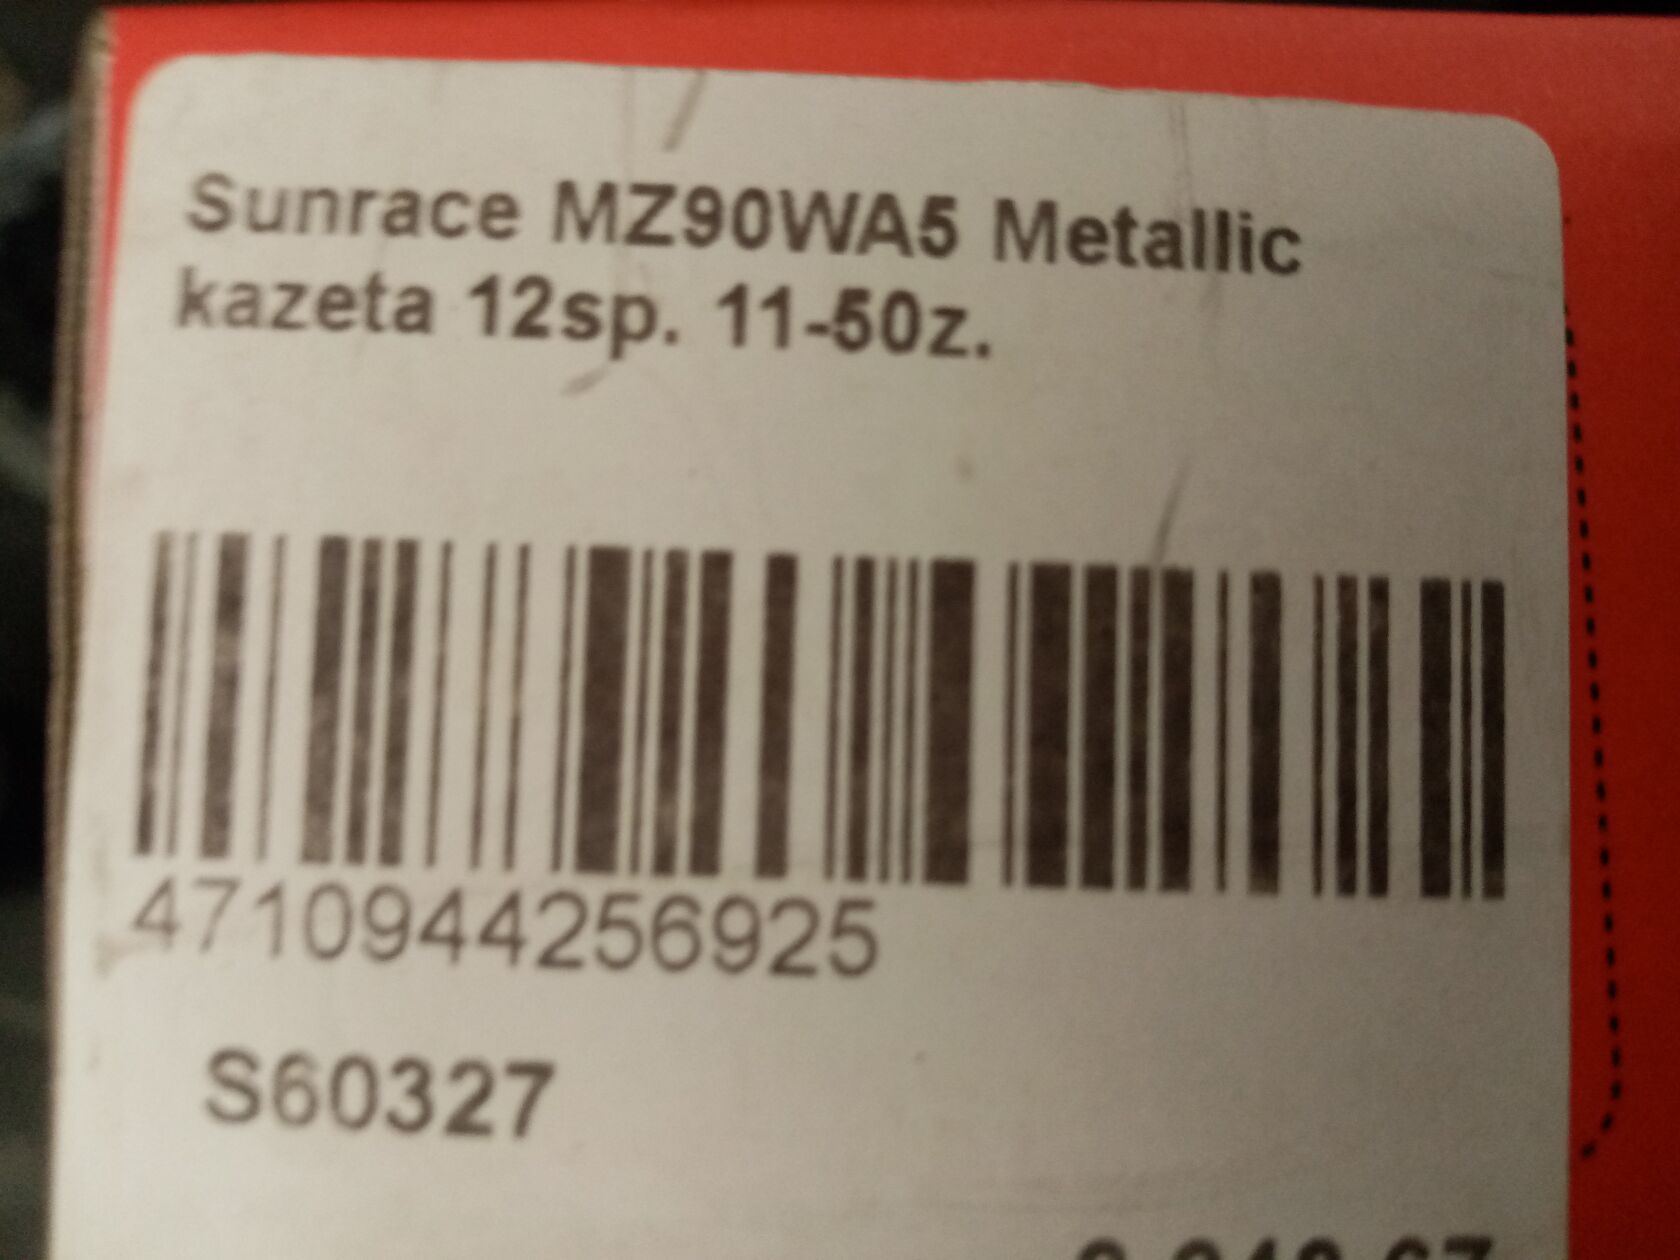 Sunrace MZ90WA5 Metallic
kazeta 12sp. 11-50z.
4710944256925
S60327